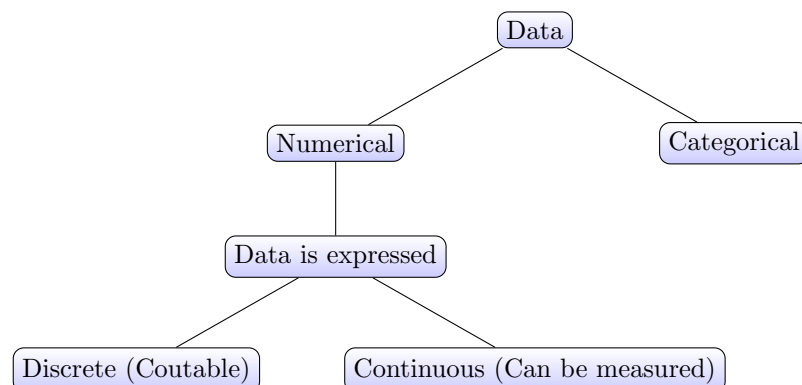 Data
Numerical
Categorical
Data is expressed
Discrete (Coutable)
Continuous (Can be measured)